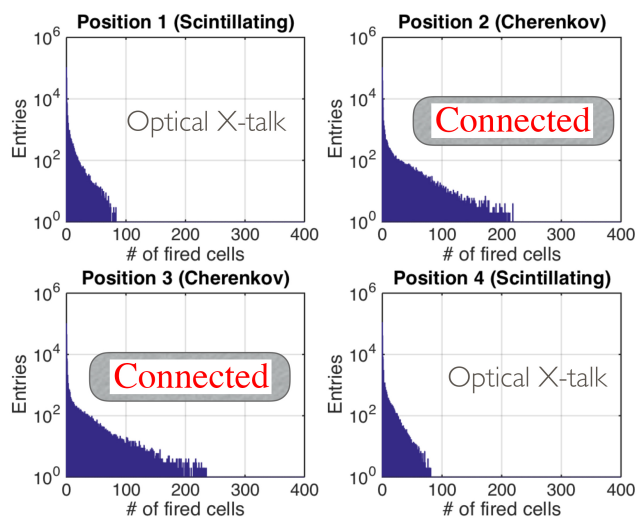 Position 1 (Scintillating)
10^6
10^4
10^2
10^0
Entries
Optical X-talk
0 100 200 300 400
# of fired cells
Position 2 (Cherenkov)
10^6
10^4
10^2
10^0
Entries
Connected
0 100 200 300 400
# of fired cells
Position 3 (Cherenkov)
10^6
10^4
10^2
10^0
Entries
Connected
0 100 200 300 400
# of fired cells
Position 4 (Scintillating)
10^6
10^4
10^2
10^0
Entries
Optical X-talk
0 100 200 300 400
# of fired cells